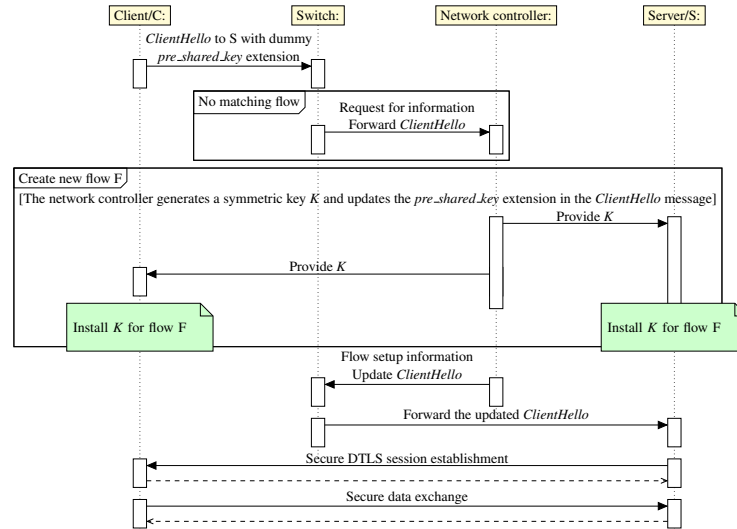 Client/C:
Switch:
Network controller:
Server/S:
ClientHello to S with dummy
pre_shared_key extension
No matching flow
Request for information
Forward ClientHello
Create new flow F
[The network controller generates a symmetric key K and updates the pre_shared_key extension in the ClientHello message]
Provide K
Provide K
Install K for flow F
Install K for flow F
Flow setup information
Update ClientHello
Forward the updated ClientHello
Secure DTLS session establishment
Secure data exchange